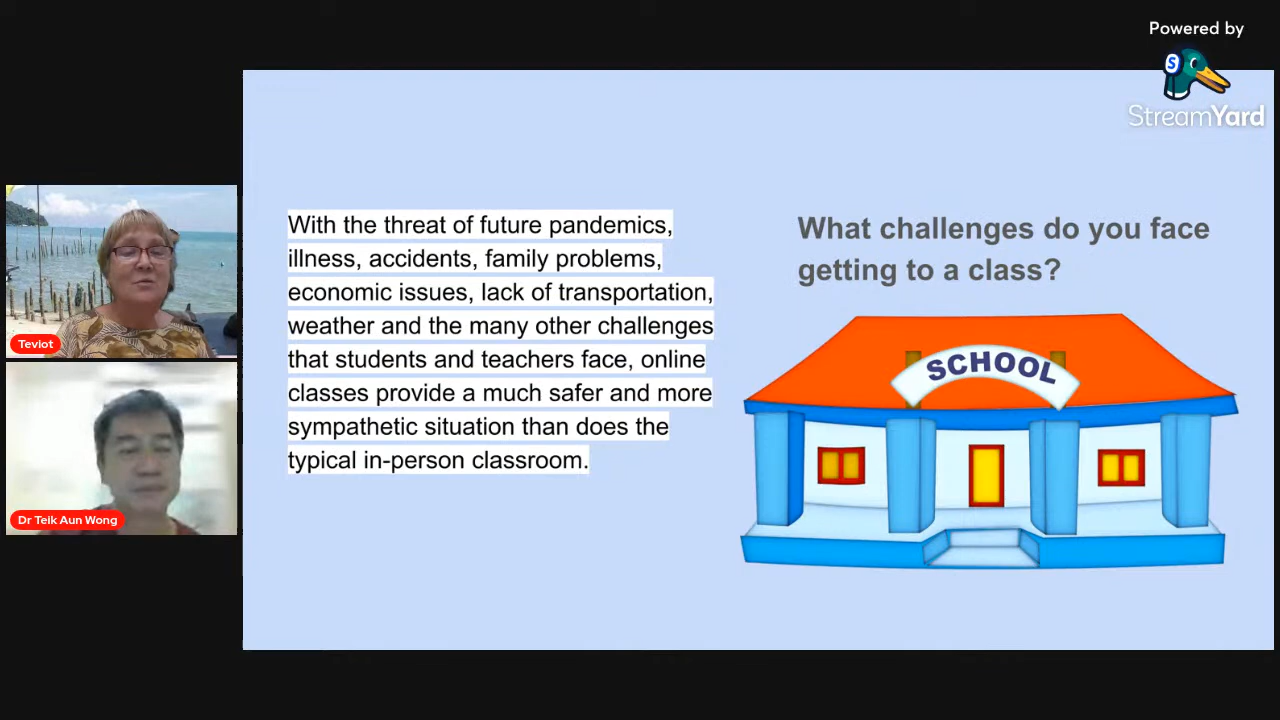 Powered by
S
StreamYard
With the threat of future pandemics,
illness, accidents, family problems,
economic issues, lack of transportation,
weather and the many other challenges
that students and teachers face, online
classes provide a much safer and more
sympathetic situation than does the
typical in-person classroom.
What challenges do you face
getting to a class?
SCHOOL
Teviot
Dr Teik Aun Wong